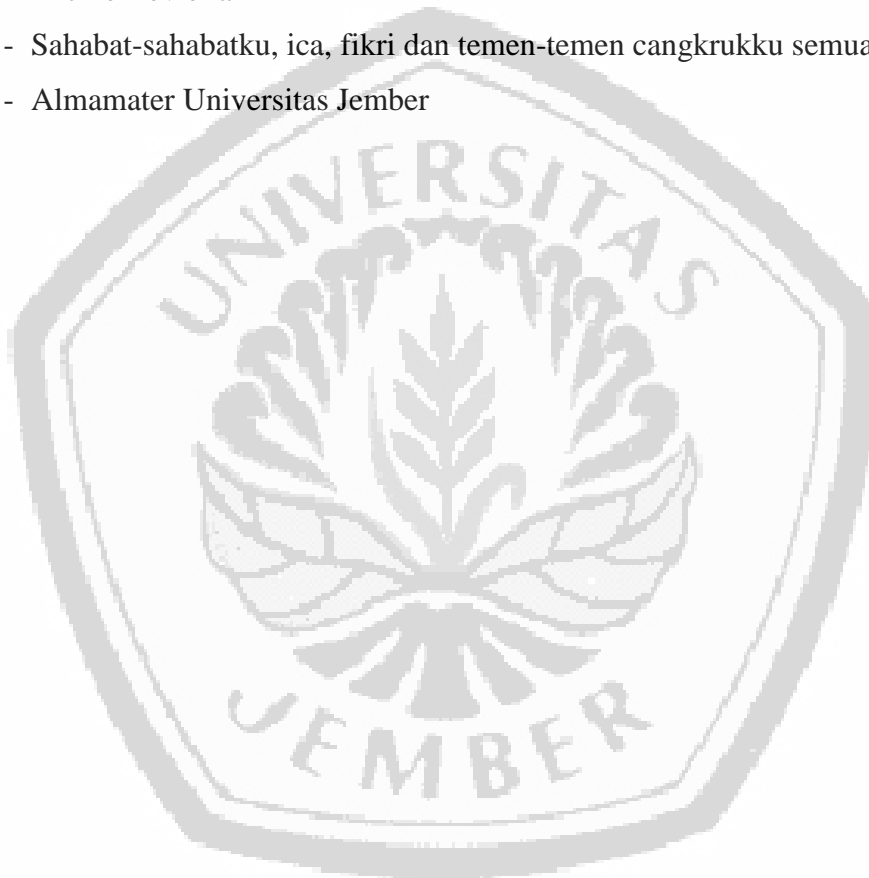 - Sahabat-sahabatku, ica, fikri dan temen-temen cangkrukku semua
- Almamater Universitas Jember
UNIVERSITAS
JEMBER